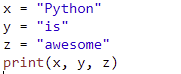 x = "Python"
y = "is"
z = "awesome"
print(x, y, z)